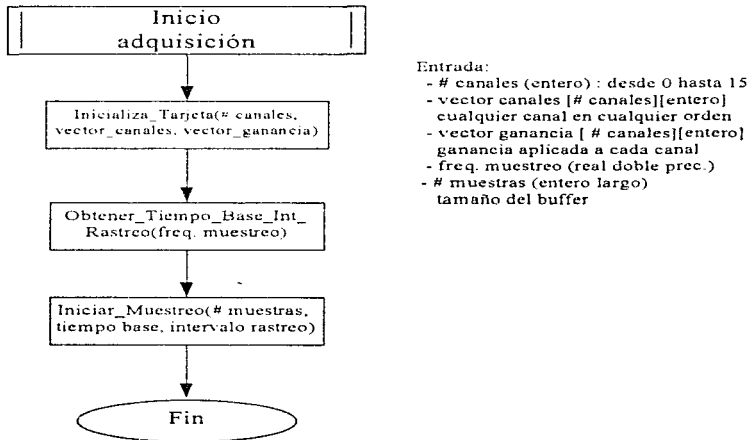 Inicio
adquisición
Inicializa_Tarjeta(# canales,
vector_canales, vector_ganancia)
Obtener_Tiempo_Base_Int_
Rastreo(freq. muestreo)
Iniciar_Muestreo(# muestras,
tiempo base, intervalo rastreo)
Fin
Entrada:
- # canales (entero) : desde 0 hasta 15
- vector canales [# canales][entero]
cualquier canal en cualquier orden
- vector ganancia [ # canales][entero]
ganancia aplicada a cada canal
- freq. muestreo (real doble prec.)
- # muestras (entero largo)
tamaño del buffer